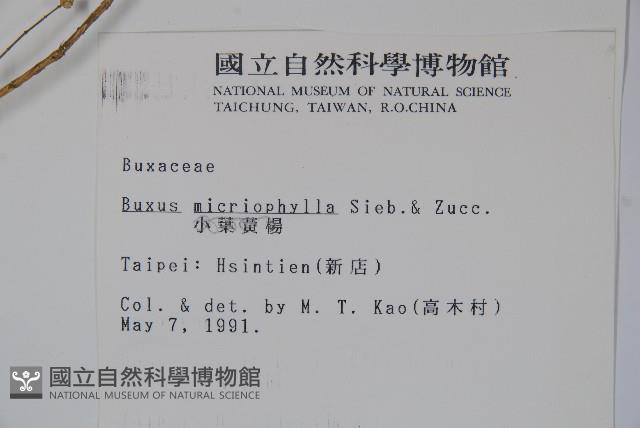 國立自然科學博物館
NATIONAL MUSEUM OF NATURAL SCIENCE
TAICHUNG, TAIWAN, R.O.CHINA
Buxaceae
Buxus micriophylla Sieb.& Zucc.
小葉黃楊
Taipei: Hsintien(新店)
Col. & det. by M. T. Kao(高木村)
May 7, 1991.
國立自然科學博物館
NATIONAL MUSEUM OF NATURAL SCIENCE